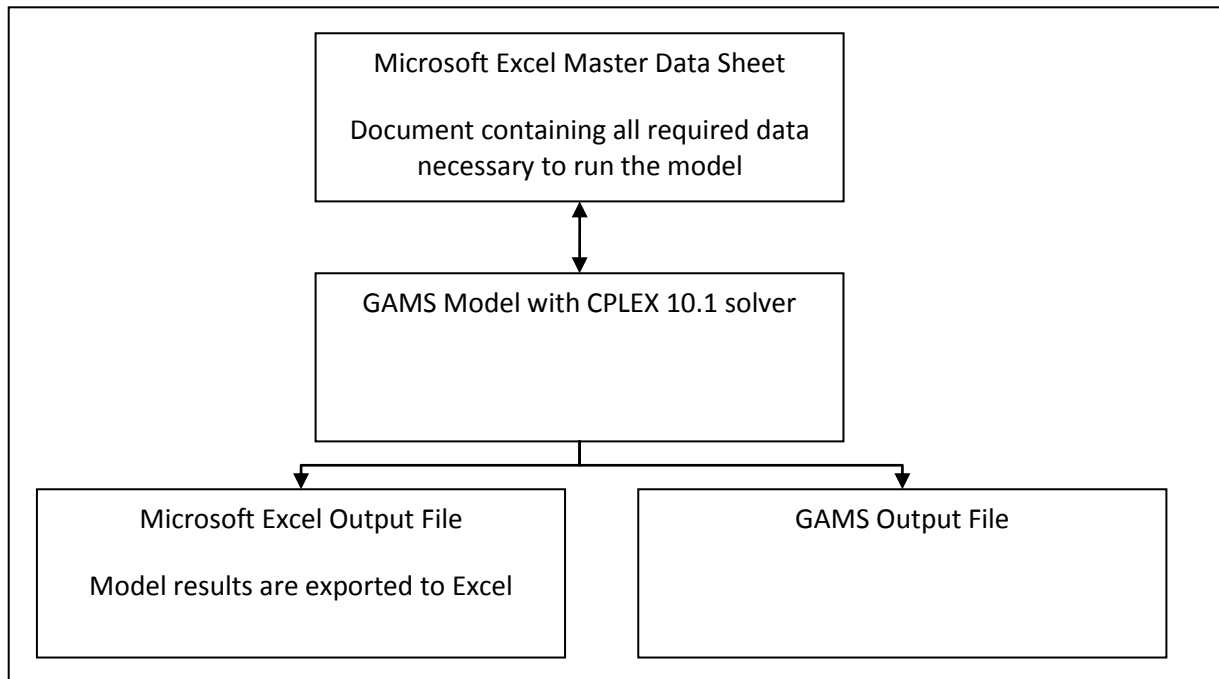 Microsoft Excel Master Data Sheet
Document containing all required data
necessary to run the model
GAMS Model with CPLEX 10.1 solver
Microsoft Excel Output File
Model results are exported to Excel
GAMS Output File